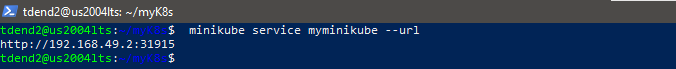 tdend2@us2004lts: ~/myK8s
tdend2@us2004lts:~/myK8s$ minikube service myminikube --url
http://192.168.49.2:31915
tdend2@us2004lts:~/myK8s$